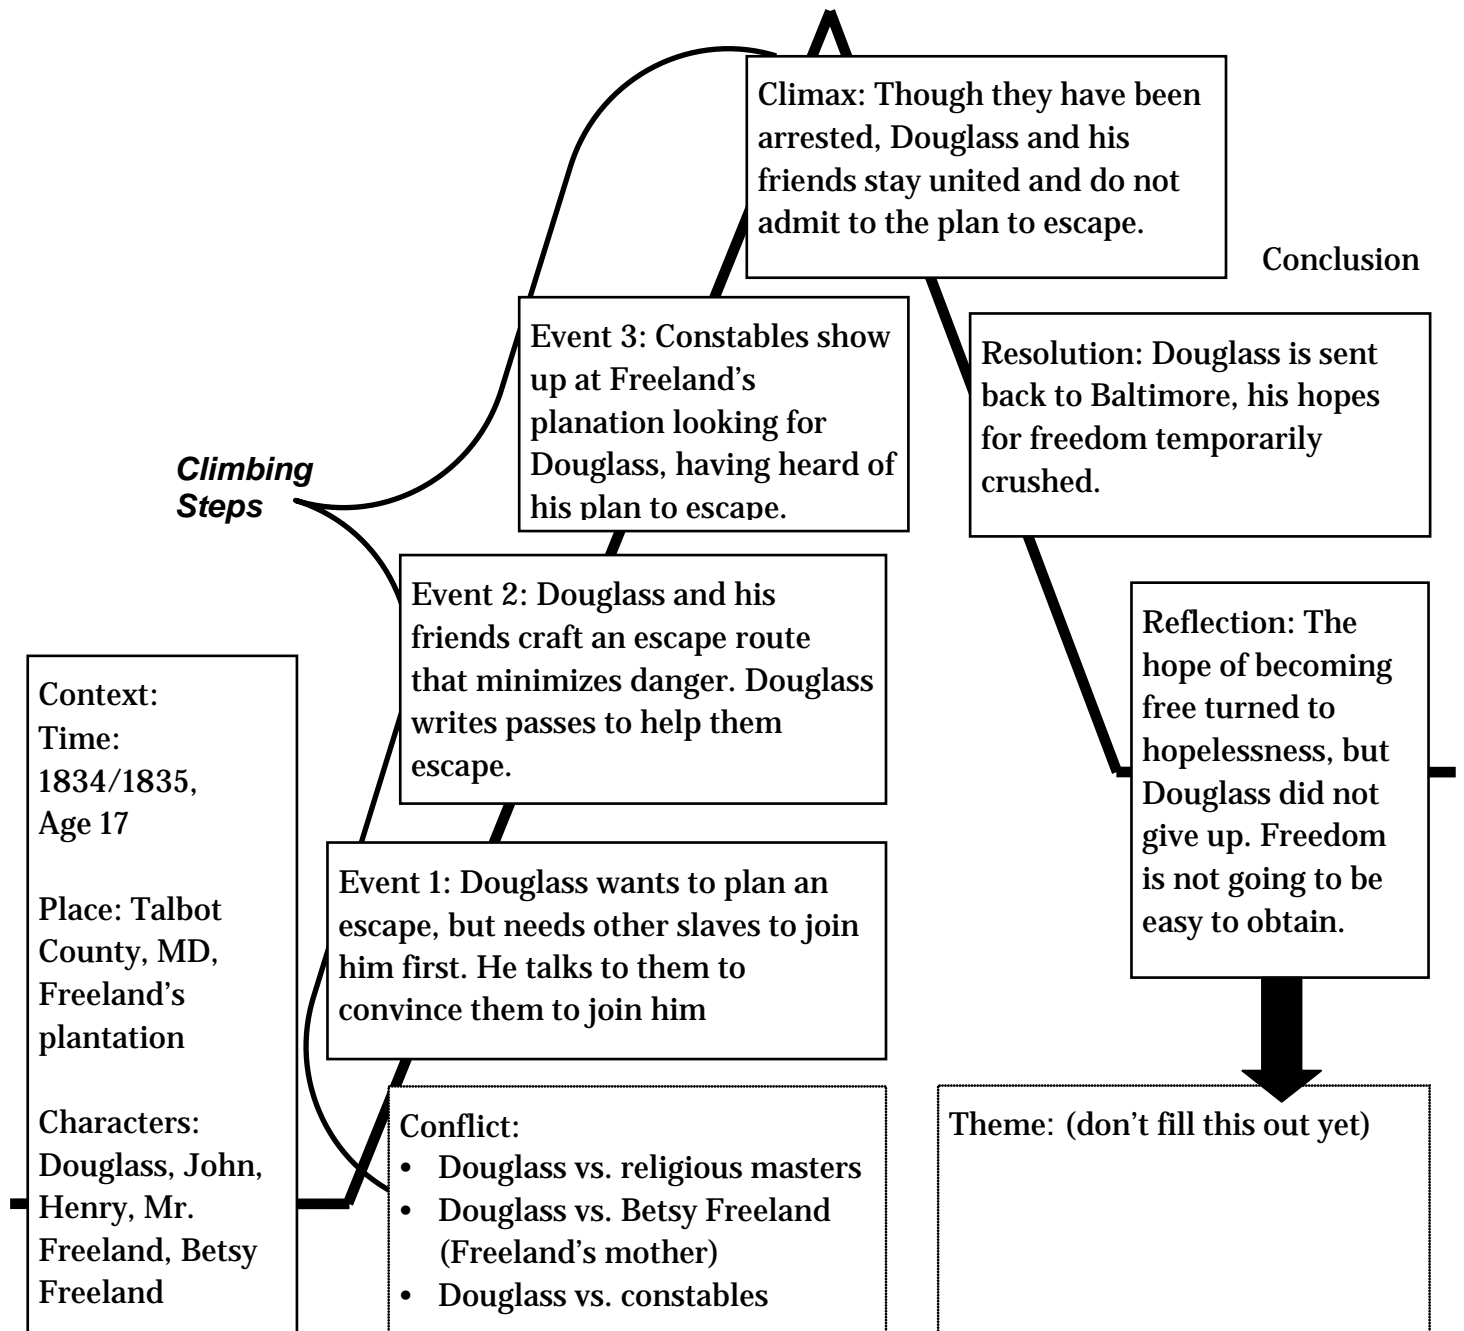 Climax: Though they have been
arrested, Douglass and his
friends stay united and do not
admit to the plan to escape.
Conclusion
Event 3: Constables show
up at Freeland’s
planation looking for
Douglass, having heard of
his plan to escape.
Resolution: Douglass is sent
back to Baltimore, his hopes
for freedom temporarily
crushed.
Climbing
Steps
Event 2: Douglass and his
friends craft an escape route
that minimizes danger. Douglass
writes passes to help them
escape.
Reflection: The
hope of becoming
free turned to
hopelessness, but
Douglass did not
give up. Freedom
is not going to be
easy to obtain.
Context:
Time:
1834/1835,
Age 17
Place: Talbot
County, MD,
Freeland’s
plantation
Characters:
Douglass, John,
Henry, Mr.
Freeland, Betsy
Freeland
Event 1: Douglass wants to plan an
escape, but needs other slaves to join
him first. He talks to them to
convince them to join him
Conflict:
• Douglass vs. religious masters
• Douglass vs. Betsy Freeland
(Freeland’s mother)
• Douglass vs. constables
Theme: (don’t fill this out yet)